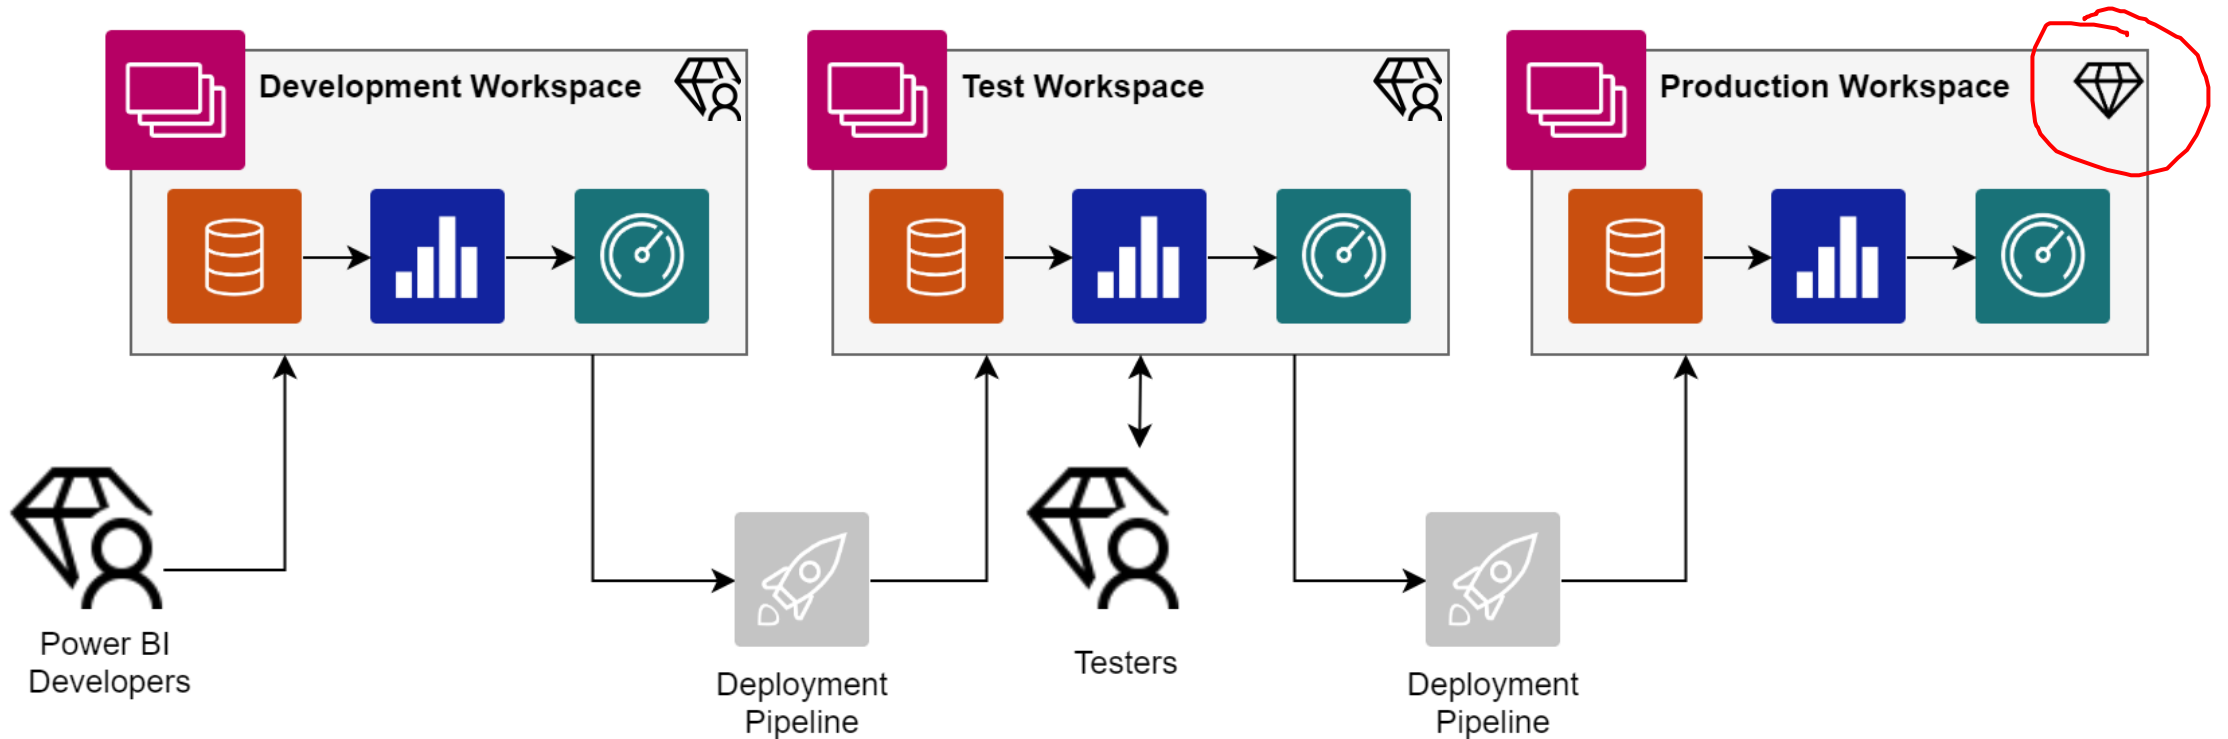 Development Workspace
Test Workspace
Production Workspace
Power BI
Developers
Deployment
Pipeline
Testers
Deployment
Pipeline